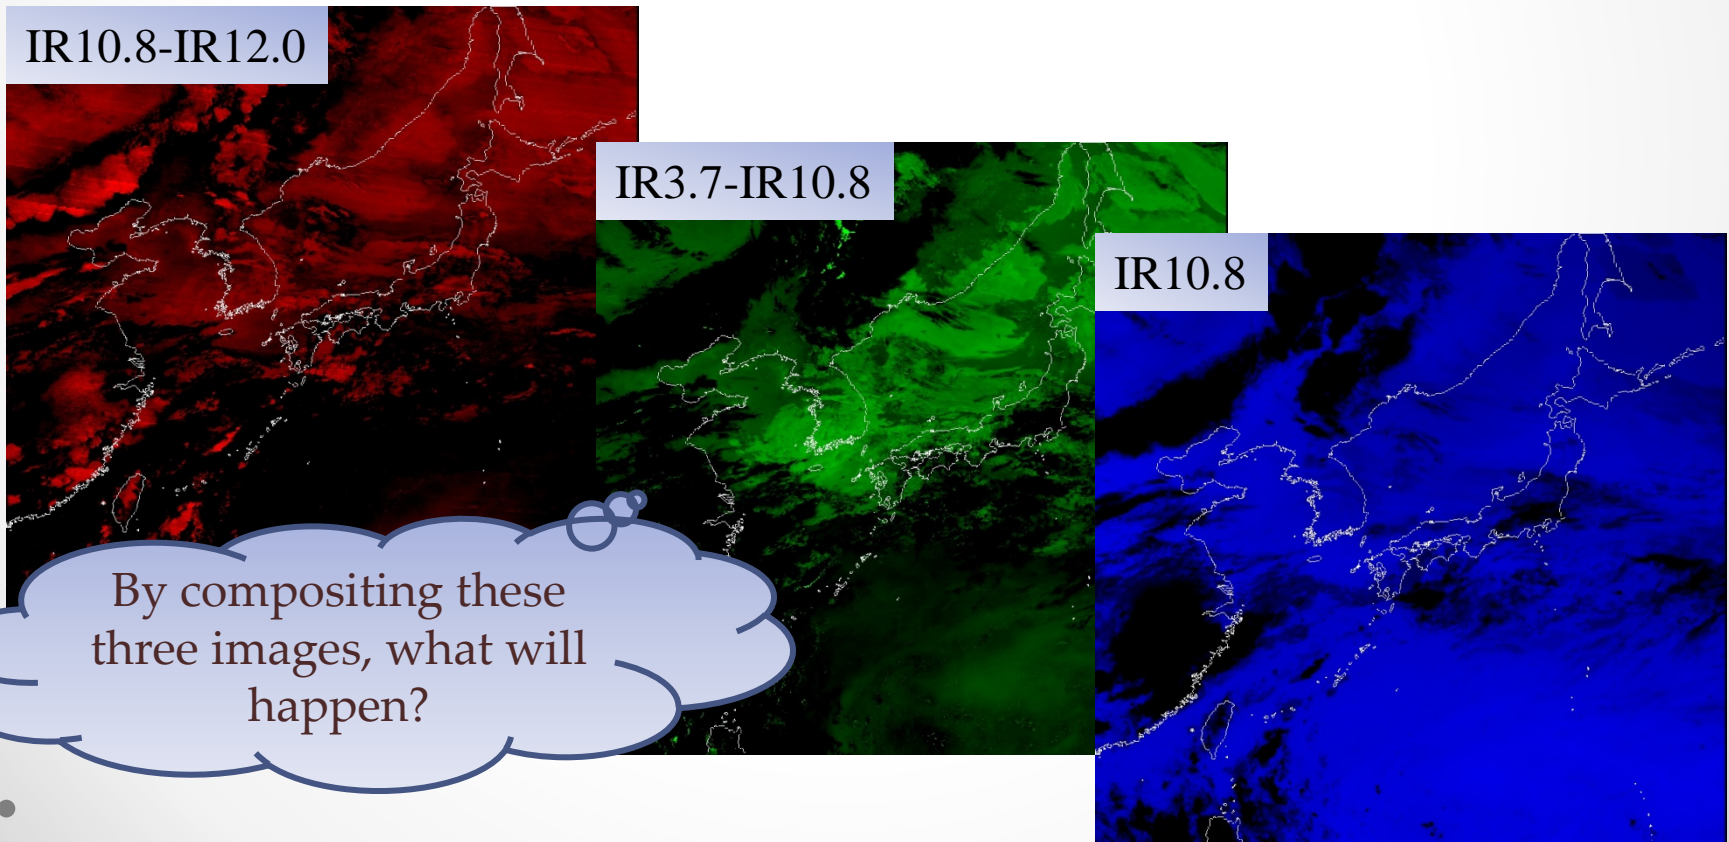 IR10.8-IR12.0
IR3.7-IR10.8
IR10.8
By compositing these
three images, what will
happen?